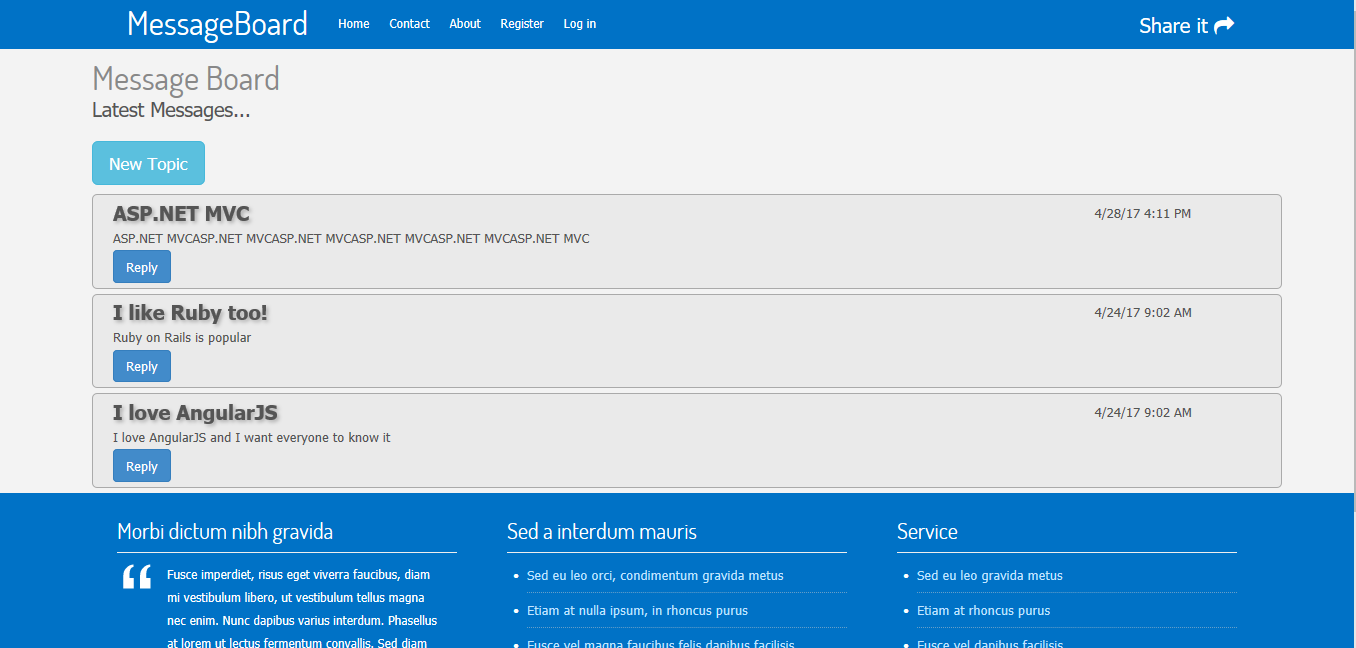 MessageBoard
Home Contact About Register Log in
Share it
Message Board
Latest Messages...
New Topic
ASP.NET MVC
4/28/17 4:11 PM
ASP.NET MVCASP.NET MVCASP.NET MVCASP.NET MVCASP.NET MVCASP.NET MVC
Reply
I like Ruby too!
4/24/17 9:02 AM
Ruby on Rails is popular
Reply
I love AngularJS
4/24/17 9:02 AM
I love AngularJS and I want everyone to know it
Reply
Morbi dictum nibh gravida
Fusce imperdiet, risus eget viverra faucibus, diam
mi vestibulum libero, ut vestibulum tellus magna
nec enim. Nunc dapibus varius interdum. Phasellus
at lorem ut lectus fermentum convallis. Sed diam
Sed a interdum mauris
Sed eu leo orci, condimentum gravida metus
Etiam at nulla ipsum, in rhoncus purus
Fusce vel magna faucibus felis dapibus facilisis
Service
Sed eu leo gravida metus
Etiam at rhoncus purus
Fusce vel dapibus facilisis